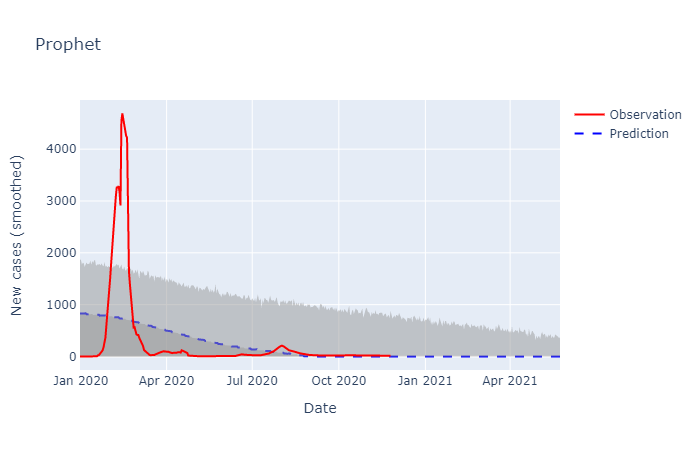 Prophet
Observation
Prediction
New cases (smoothed)
4000
3000
2000
1000
0
Jan 2020
Apr 2020
Jul 2020
Oct 2020
Jan 2021
Apr 2021
Date